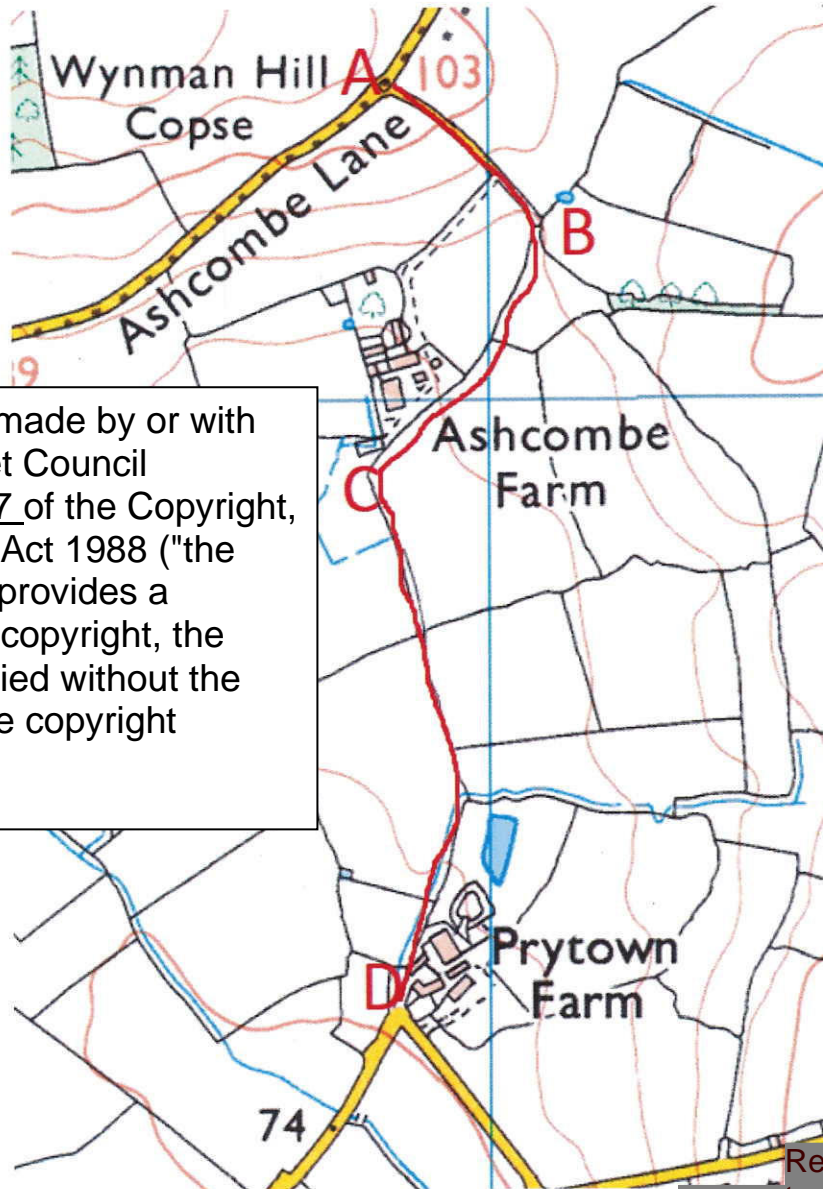 Wynman Hill
Copse
A
103
Ashcombe Lane
B
made by or with
t Council
7 of the Copyright,
Act 1988 ("the
provides a
copyright, the
ied without the
e copyright
Ashcombe
Farm
C
Prytown
Farm
D
74
Re